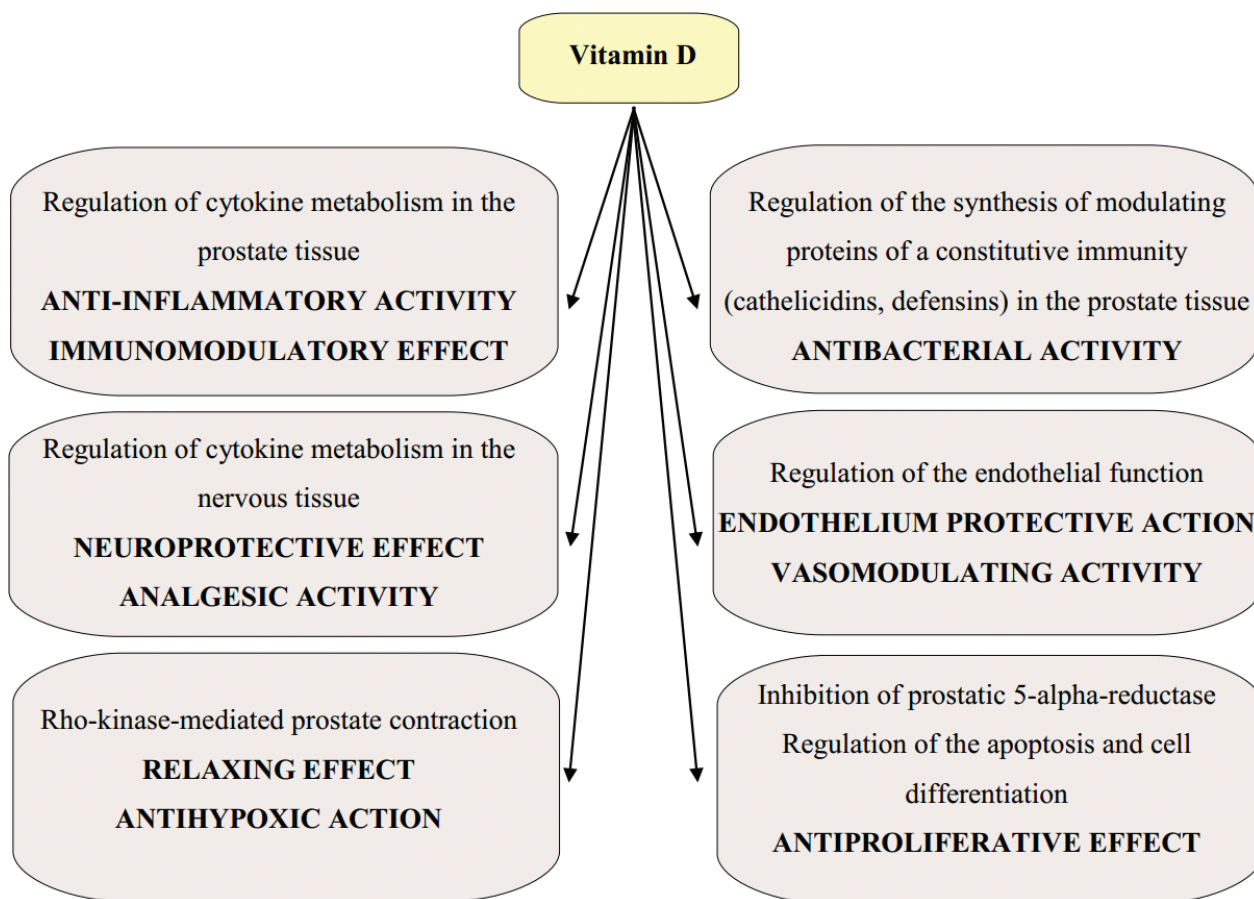 Vitamin D
Regulation of cytokine metabolism in the
prostate tissue
ANTI-INFLAMMATORY ACTIVITY
IMMUNOMODULATORY EFFECT
Regulation of the synthesis of modulating
proteins of a constitutive immunity
(cathelicidins, defensins) in the prostate tissue
ANTIBACTERIAL ACTIVITY
Regulation of cytokine metabolism in the
nervous tissue
NEUROPROTECTIVE EFFECT
ANALGESIC ACTIVITY
Regulation of the endothelial function
ENDOTHELIUM PROTECTIVE ACTION
VASOMODULATING ACTIVITY
Rho-kinase-mediated prostate contraction
RELAXING EFFECT
ANTIHYPOXIC ACTION
Inhibition of prostatic 5-alpha-reductase
Regulation of the apoptosis and cell
differentiation
ANTIPROLIFERATIVE EFFECT